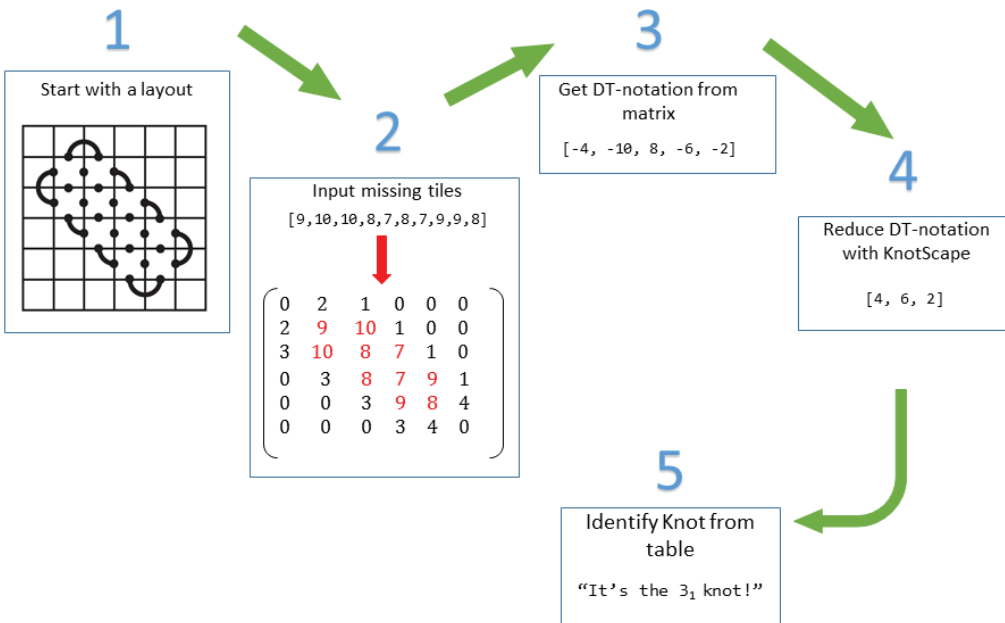 1
Start with a layout
2
Input missing tiles
[9,10,10,8,7,8,7,9,9,8]
0 2 1 0 0 0
2 9 10 1 0 0
3 10 8 7 1 0
0 3 8 7 9 1
0 0 3 9 8 4
0 0 0 3 4 0
3
Get DT-notation from
matrix
[-4, -10, 8, -6, -2]
4
Reduce DT-notation
with KnotScape
[4, 6, 2]
5
Identify Knot from
table
“It’s the 3₁ knot!”